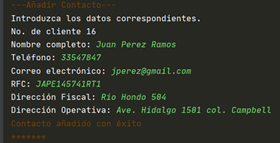 ---Añadir Contacto---
Introduzca los datos correspondientes.
No. de cliente 16
Nombre completo: Juan Perez Ramos
Teléfono: 33547847
Correo electrónico: jperez@gmail.com
RFC: JAPE145741RT1
Dirección Fiscal: Rio Hondo 504
Dirección Operativa: Ave. Hidalgo 1501 col. Campbell
Contacto añadido con éxito
*******